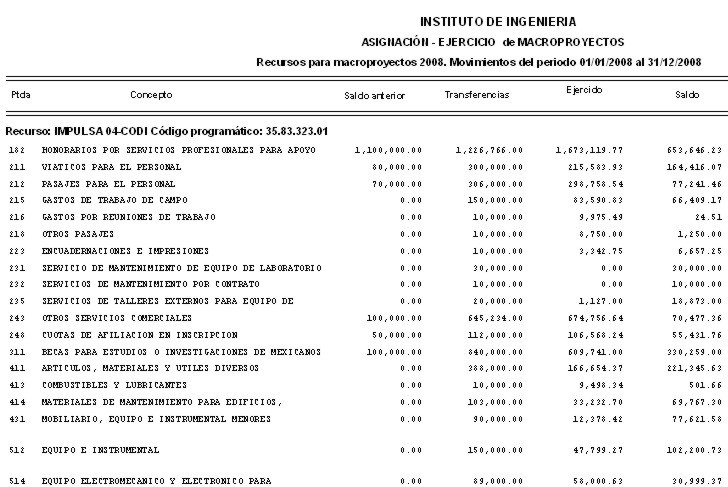 INSTITUTO DE INGENIERIA
ASIGNACIÓN - EJERCICIO de MACROPROYECTOS
Recursos para macroproyectos 2008. Movimientos del periodo 01/01/2008 al 31/12/2008
Ptda Concepto Saldo anterior Transferencias Ejercido Saldo
Recurso: IMPULSA 04-CODI Código programático: 35.83.323.01
182 HONORARIOS POR SERVICIOS PROFESIONALES PARA APOYO 1,100,000.00 1,226,766.00 1,673,119.77 653,646.23
211 VIATICOS PARA EL PERSONAL 80,000.00 300,000.00 215,583.93 164,416.07
212 PASAJES PARA EL PERSONAL 70,000.00 306,000.00 298,758.54 77,241.46
215 GASTOS DE TRABAJO DE CAMPO 0.00 150,000.00 83,590.83 66,409.17
216 GASTOS POR REUNIONES DE TRABAJO 0.00 10,000.00 9,975.49 24.51
218 OTROS PASAJES 0.00 10,000.00 8,750.00 1,250.00
223 ENCUADERNACIONES E IMPRESIONES 0.00 10,000.00 3,342.75 6,657.25
231 SERVICIO DE MANTENIMIENTO DE EQUIPO DE LABORATORIO 0.00 30,000.00 0.00 30,000.00
232 SERVICIOS DE MANTENIMIENTO POR CONTRATO 0.00 10,000.00 0.00 10,000.00
235 SERVICIOS DE TALLERES EXTERNOS PARA EQUIPO DE 0.00 20,000.00 1,127.00 18,873.00
243 OTROS SERVICIOS COMERCIALES 100,000.00 645,234.00 674,756.64 70,477.36
248 CUOTAS DE AFILIACION EN INSCRIPCION 50,000.00 112,000.00 106,568.24 55,431.76
311 BECAS PARA ESTUDIOS O INVESTIGACIONES DE MEXICANOS 100,000.00 840,000.00 609,741.00 330,259.00
411 ARTICULOS, MATERIALES Y UTILES DIVERSOS 0.00 388,000.00 166,654.37 221,345.63
413 COMBUSTIBLES Y LUBRICANTES 0.00 10,000.00 9,498.34 501.66
414 MATERIALES DE MANTENIMIENTO PARA EDIFICIOS, 0.00 103,000.00 33,232.70 69,767.30
431 MOBILIARIO, EQUIPO E INSTRUMENTAL MENORES 0.00 90,000.00 12,378.42 77,621.58
512 EQUIPO E INSTRUMENTAL 0.00 150,000.00 47,799.27 102,200.73
514 EQUIPO ELECTROMECANICO Y ELECTRONICO PARA 0.00 89,000.00 58,000.63 30,999.37